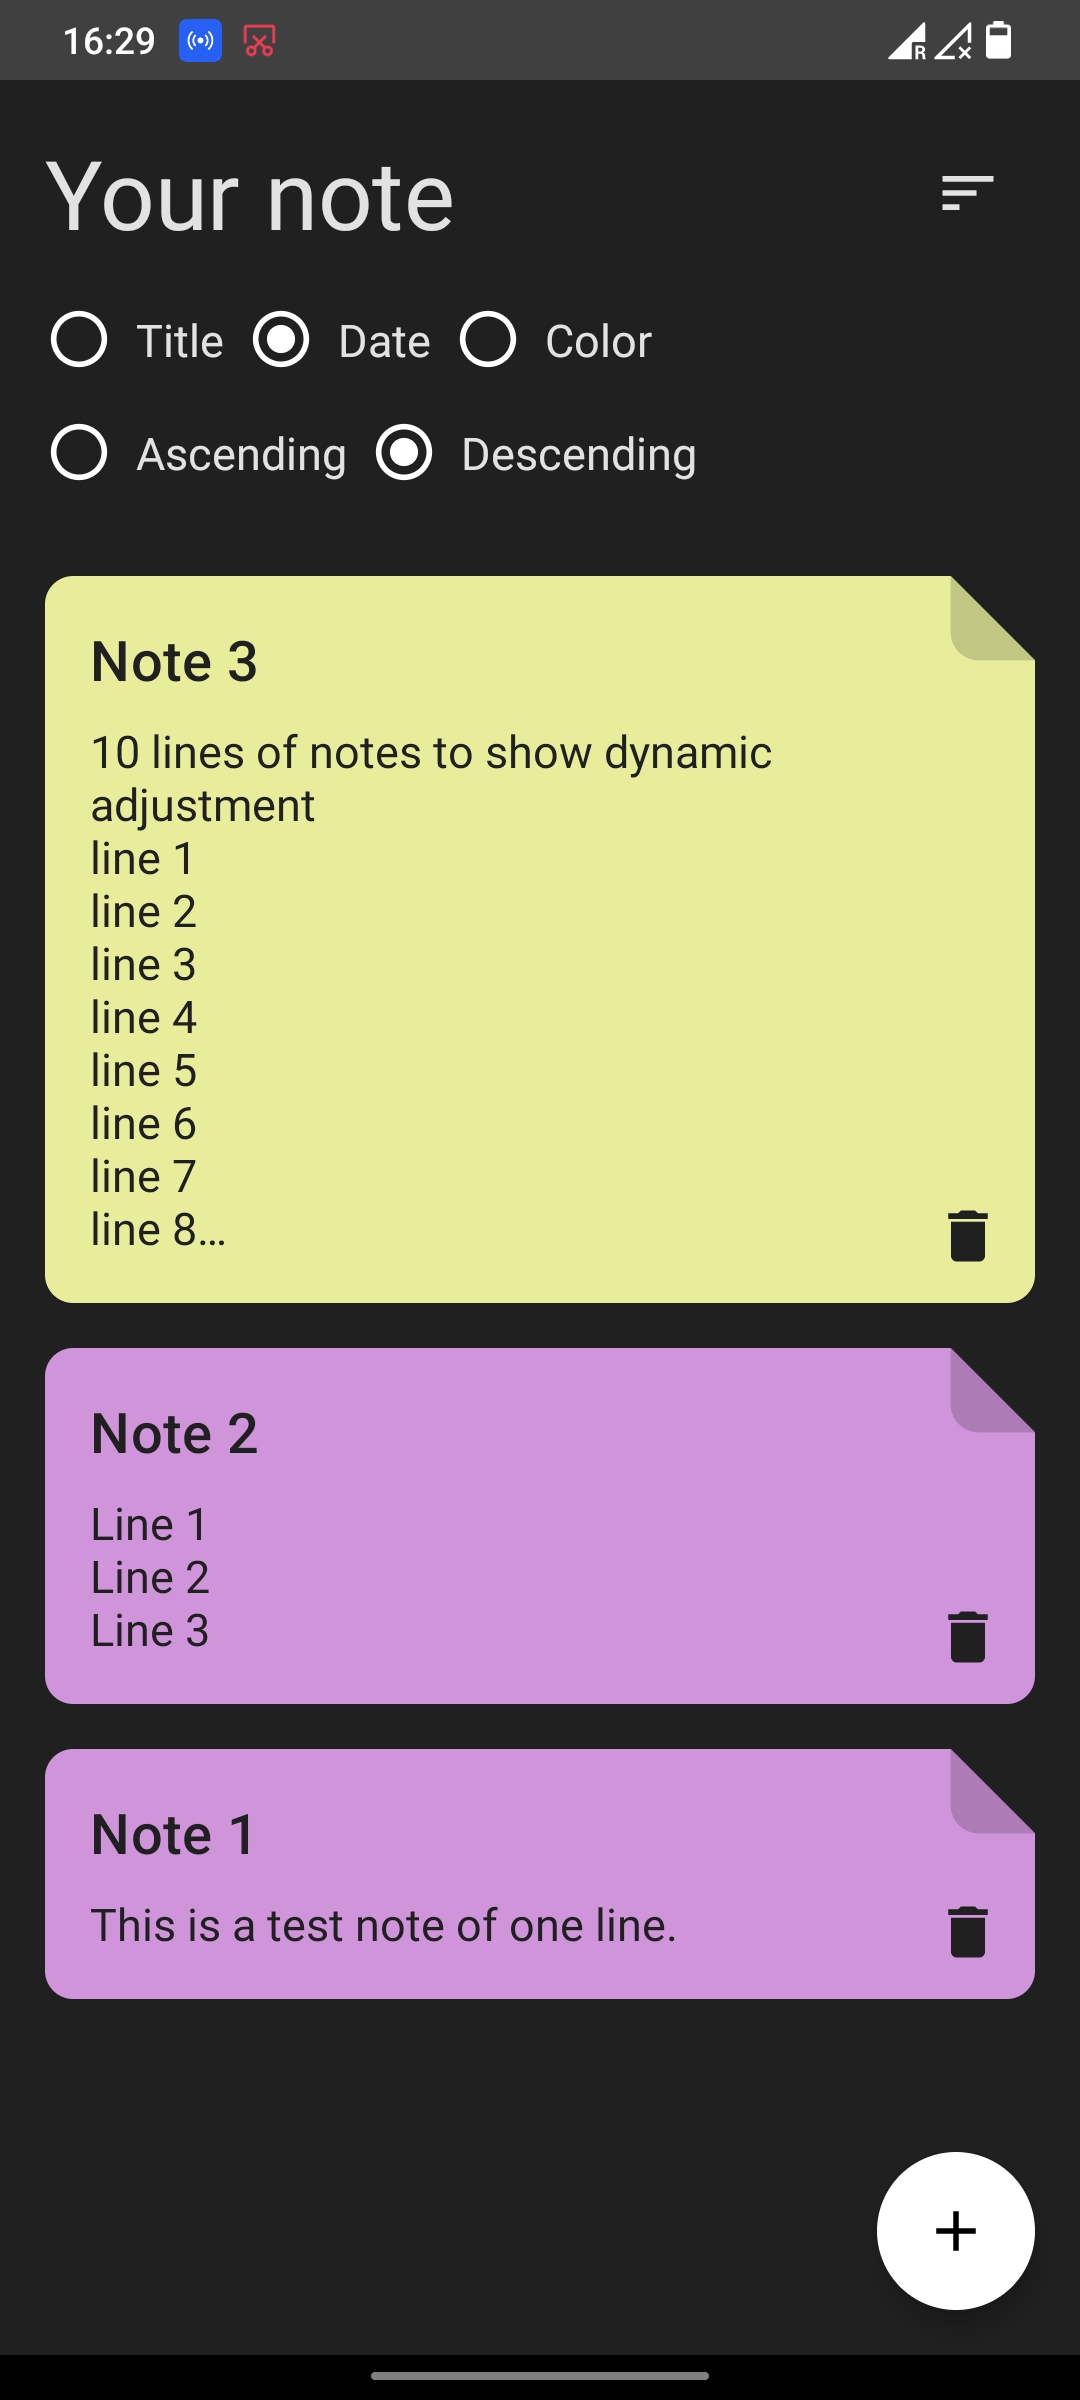 16:29
R
Your note
Title Date Color
Ascending Descending
Note 3
10 lines of notes to show dynamic
adjustment
line 1
line 2
line 3
line 4
line 5
line 6
line 7
line 8...
Note 2
Line 1
Line 2
Line 3
Note 1
This is a test note of one line.